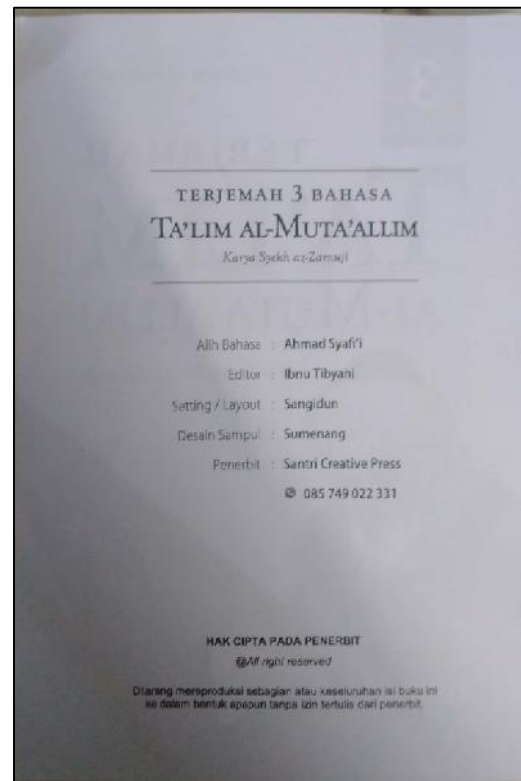 TERJEMAH 3 BAHASA
TA'LIM AL-MUTA'ALLIM
Karya Syekh az-Zarnuji
Alih Bahasa : Ahmad Syafi'i
Editor : Ibnu Tibyani
Setting / Layout : Sangidun
Desain Sampul : Sumenang
Penerbit : Santri Creative Press
085 749 022 331
HAK CIPTA PADA PENERBIT
@All right reserved
Dilarang mereproduksi sebagian atau keseluruhan isi buku ini
ke dalam bentuk apapun tanpa izin tertulis dari penerbit.